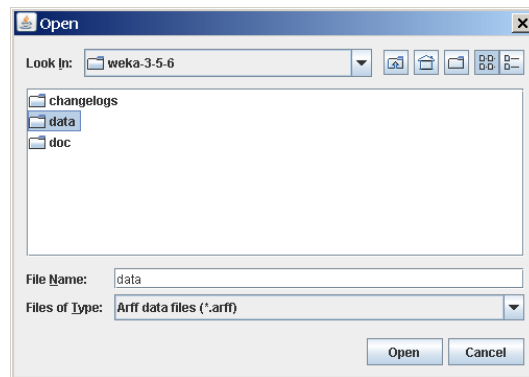 Open
Look In: weka-3-5-6
changelogs
data
doc
File Name: data
Files of Type: Arff data files (*.arff)
Open Cancel